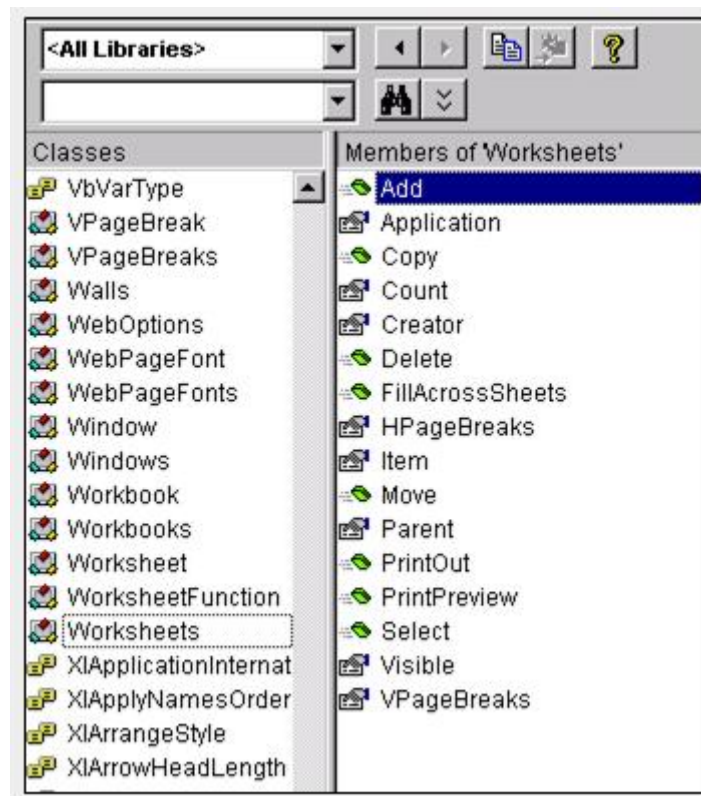 <All Libraries>
Classes
VbVarType
VPageBreak
VPageBreaks
Walls
WebOptions
WebPageFont
WebPageFonts
Window
Windows
Workbook
Workbooks
Worksheet
WorksheetFunction
Worksheets
XlApplicationInternat
XlApplyNamesOrder
XlArrangeStyle
XlArrowHeadLength
Members of 'Worksheets'
Add
Application
Copy
Count
Creator
Delete
FillAcrossSheets
HPageBreaks
Item
Move
Parent
PrintOut
PrintPreview
Select
Visible
VPageBreaks